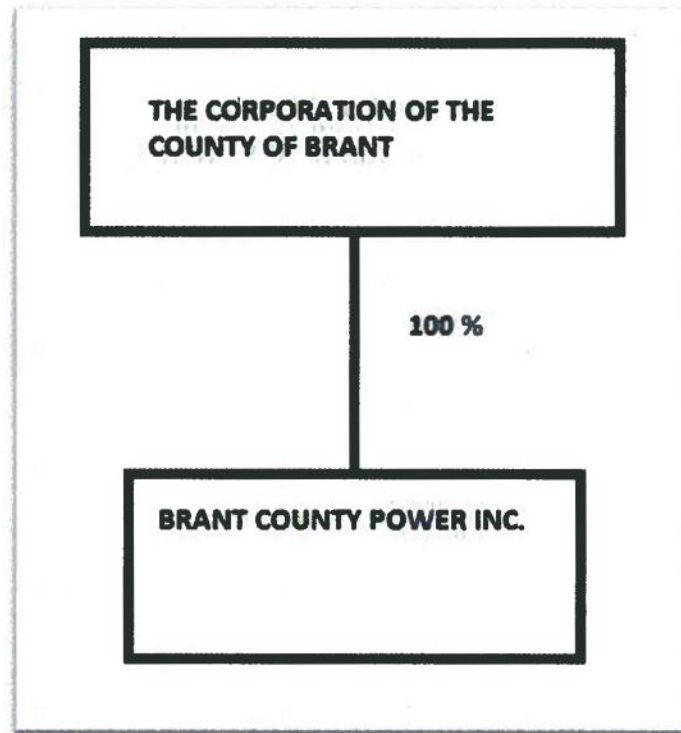 THE CORPORATION OF THE
COUNTY OF BRANT
100 %
BRANT COUNTY POWER INC.